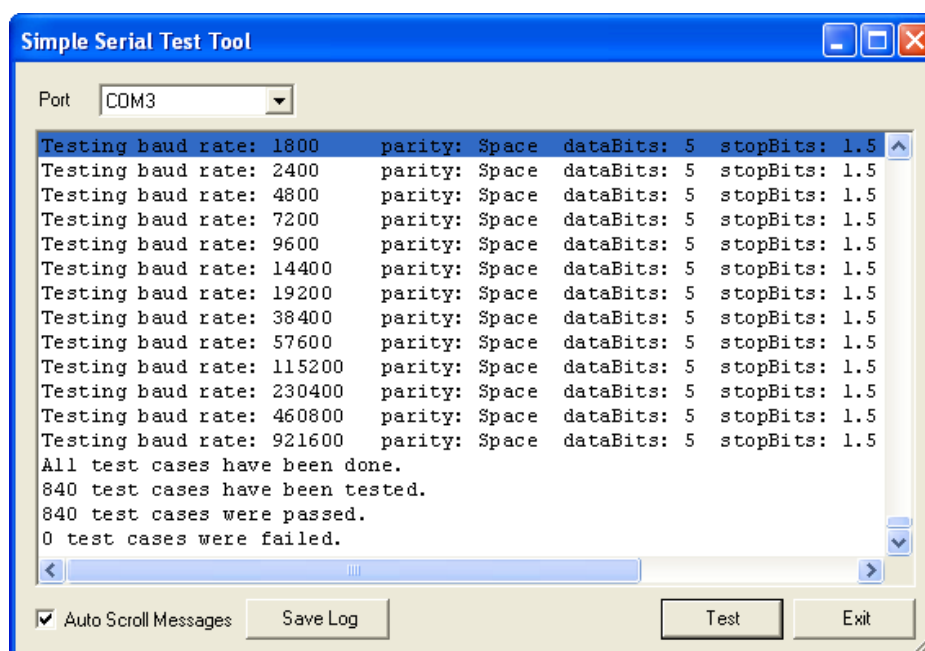 Simple Serial Test Tool
Port COM3
Testing baud rate: 1800 parity: Space dataBits: 5 stopBits: 1.5
Testing baud rate: 2400 parity: Space dataBits: 5 stopBits: 1.5
Testing baud rate: 4800 parity: Space dataBits: 5 stopBits: 1.5
Testing baud rate: 7200 parity: Space dataBits: 5 stopBits: 1.5
Testing baud rate: 9600 parity: Space dataBits: 5 stopBits: 1.5
Testing baud rate: 14400 parity: Space dataBits: 5 stopBits: 1.5
Testing baud rate: 19200 parity: Space dataBits: 5 stopBits: 1.5
Testing baud rate: 38400 parity: Space dataBits: 5 stopBits: 1.5
Testing baud rate: 57600 parity: Space dataBits: 5 stopBits: 1.5
Testing baud rate: 115200 parity: Space dataBits: 5 stopBits: 1.5
Testing baud rate: 230400 parity: Space dataBits: 5 stopBits: 1.5
Testing baud rate: 460800 parity: Space dataBits: 5 stopBits: 1.5
Testing baud rate: 921600 parity: Space dataBits: 5 stopBits: 1.5
All test cases have been done.
840 test cases have been tested.
840 test cases were passed.
0 test cases were failed.
Auto Scroll Messages Save Log Test Exit